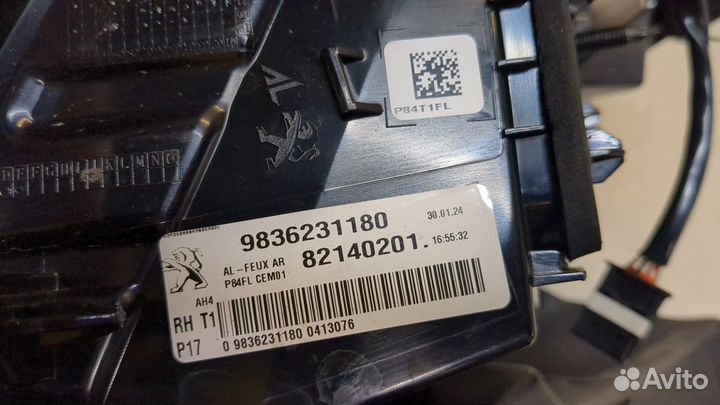 P84T1FL
AL
9836231180 30.01.24
AL-FEUX AR 82140201. 16:55:32
P84FL CEM01
AH4
RH T1
P17 0 9836231180 0413076
Avito